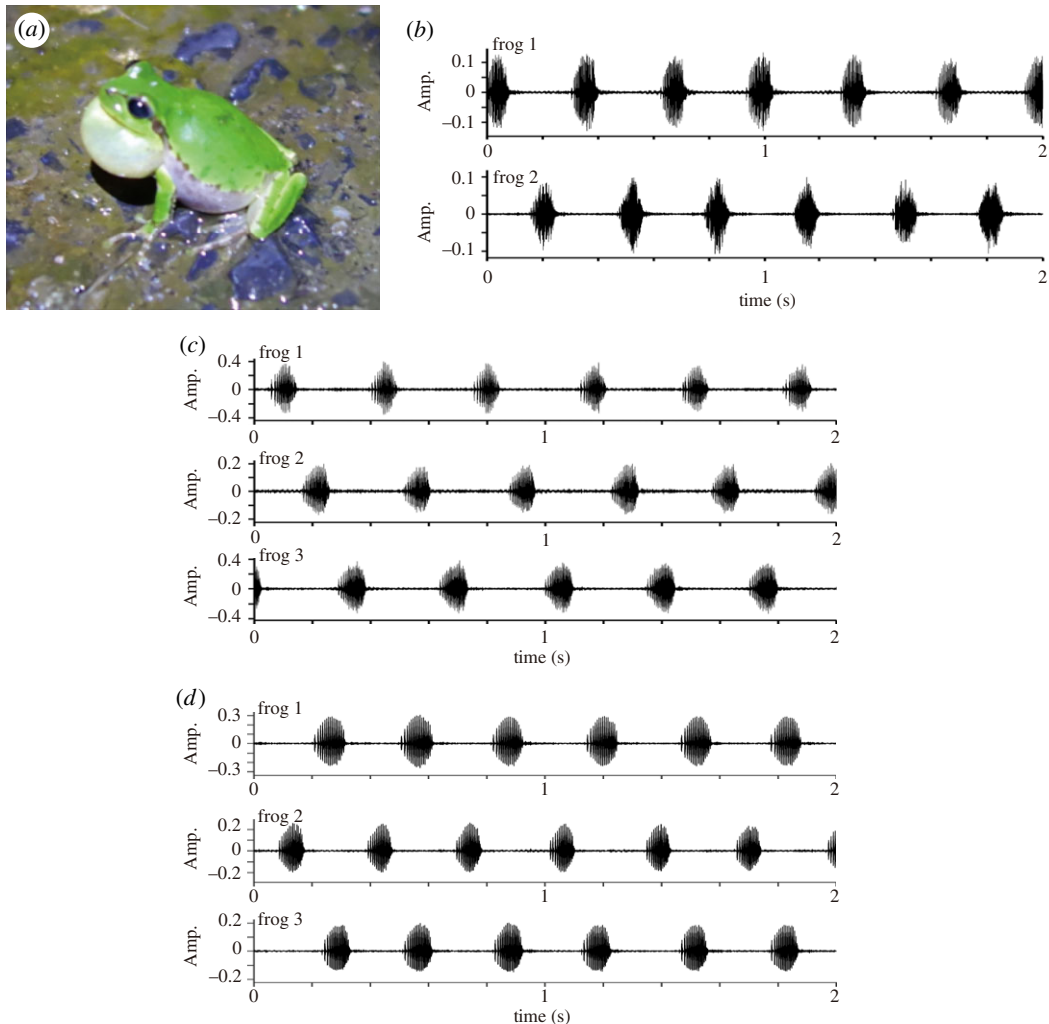 (a)
(b)
frog 1
Amp.
0.1
0
–0.1
0 1 2
frog 2
Amp.
0.1
0
–0.1
0 1 2
time (s)
(c)
frog 1
Amp.
0.4
0
–0.4
0 1 2
frog 2
Amp.
0.2
0
–0.2
0 1 2
frog 3
Amp.
0.4
0
–0.4
0 1 2
time (s)
(d)
frog 1
Amp.
0.3
0
–0.3
0 1 2
frog 2
Amp.
0.2
0
–0.2
0 1 2
frog 3
Amp.
0.2
0
–0.2
0 1 2
time (s)